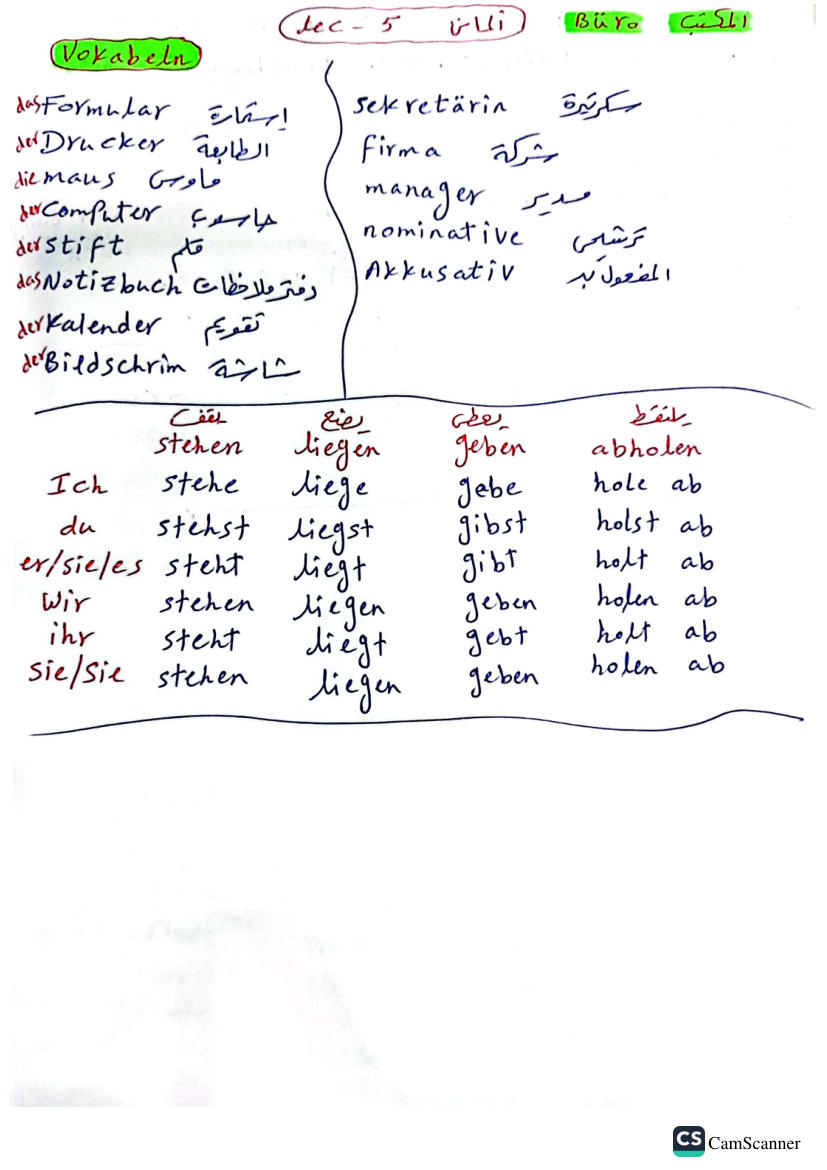 lec - 5 ألماني Büro المكتب
Vokabeln
das Formular إستمارة
der Drucker الطابعة
die maus ماوس
der Computer حاسوب
der stift قلم
das Notizbuch دفتر ملاحظات
der Kalender تقويم
der Bildschrim شاشة
sekretärin سكرتيرة
firma شركة
manager مدير
nominative
Akkusativ المفعول به
يقف يضع يعطي يلتقط
stehen liegen geben abholen
Ich stehe liege gebe hole ab
du stehst liegst gibst holst ab
er/sie/es steht liegt gibt holt ab
Wir stehen liegen geben holen ab
ihr steht liegt gebt holt ab
sie/Sie stehen liegen geben holen ab
CS CamScanner